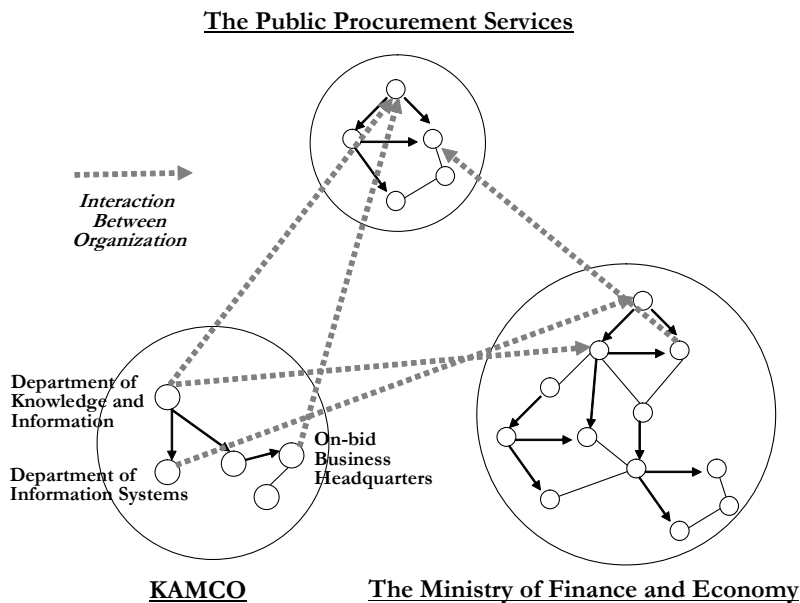 The Public Procurement Services
Interaction
Between
Organization
Department of
Knowledge and
Information
Department of
Information Systems
On-bid
Business
Headquarters
KAMCO
The Ministry of Finance and Economy